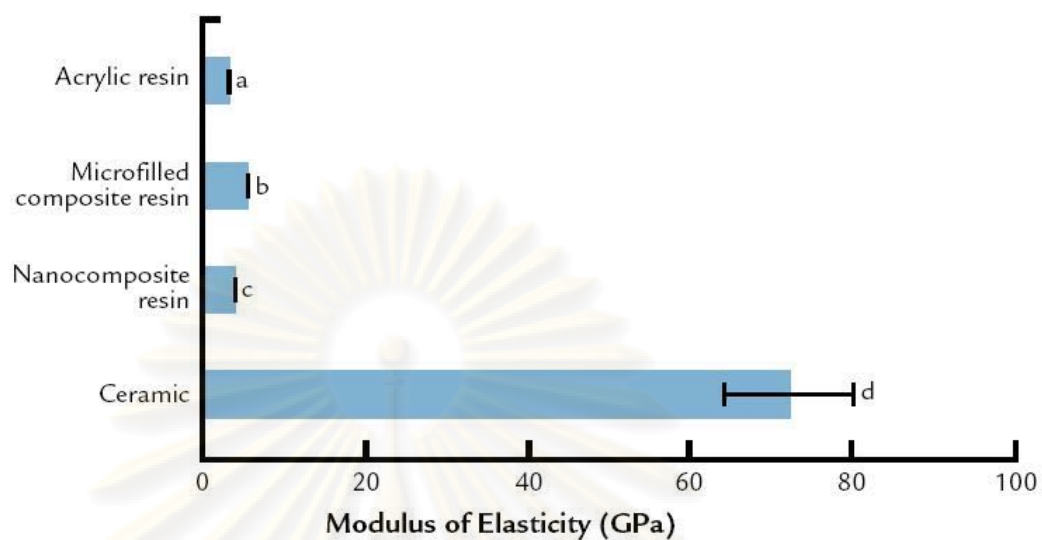 Acrylic resin
a
Microfilled
composite resin
b
Nanocomposite
resin
c
Ceramic
d
0 20 40 60 80 100
Modulus of Elasticity (GPa)